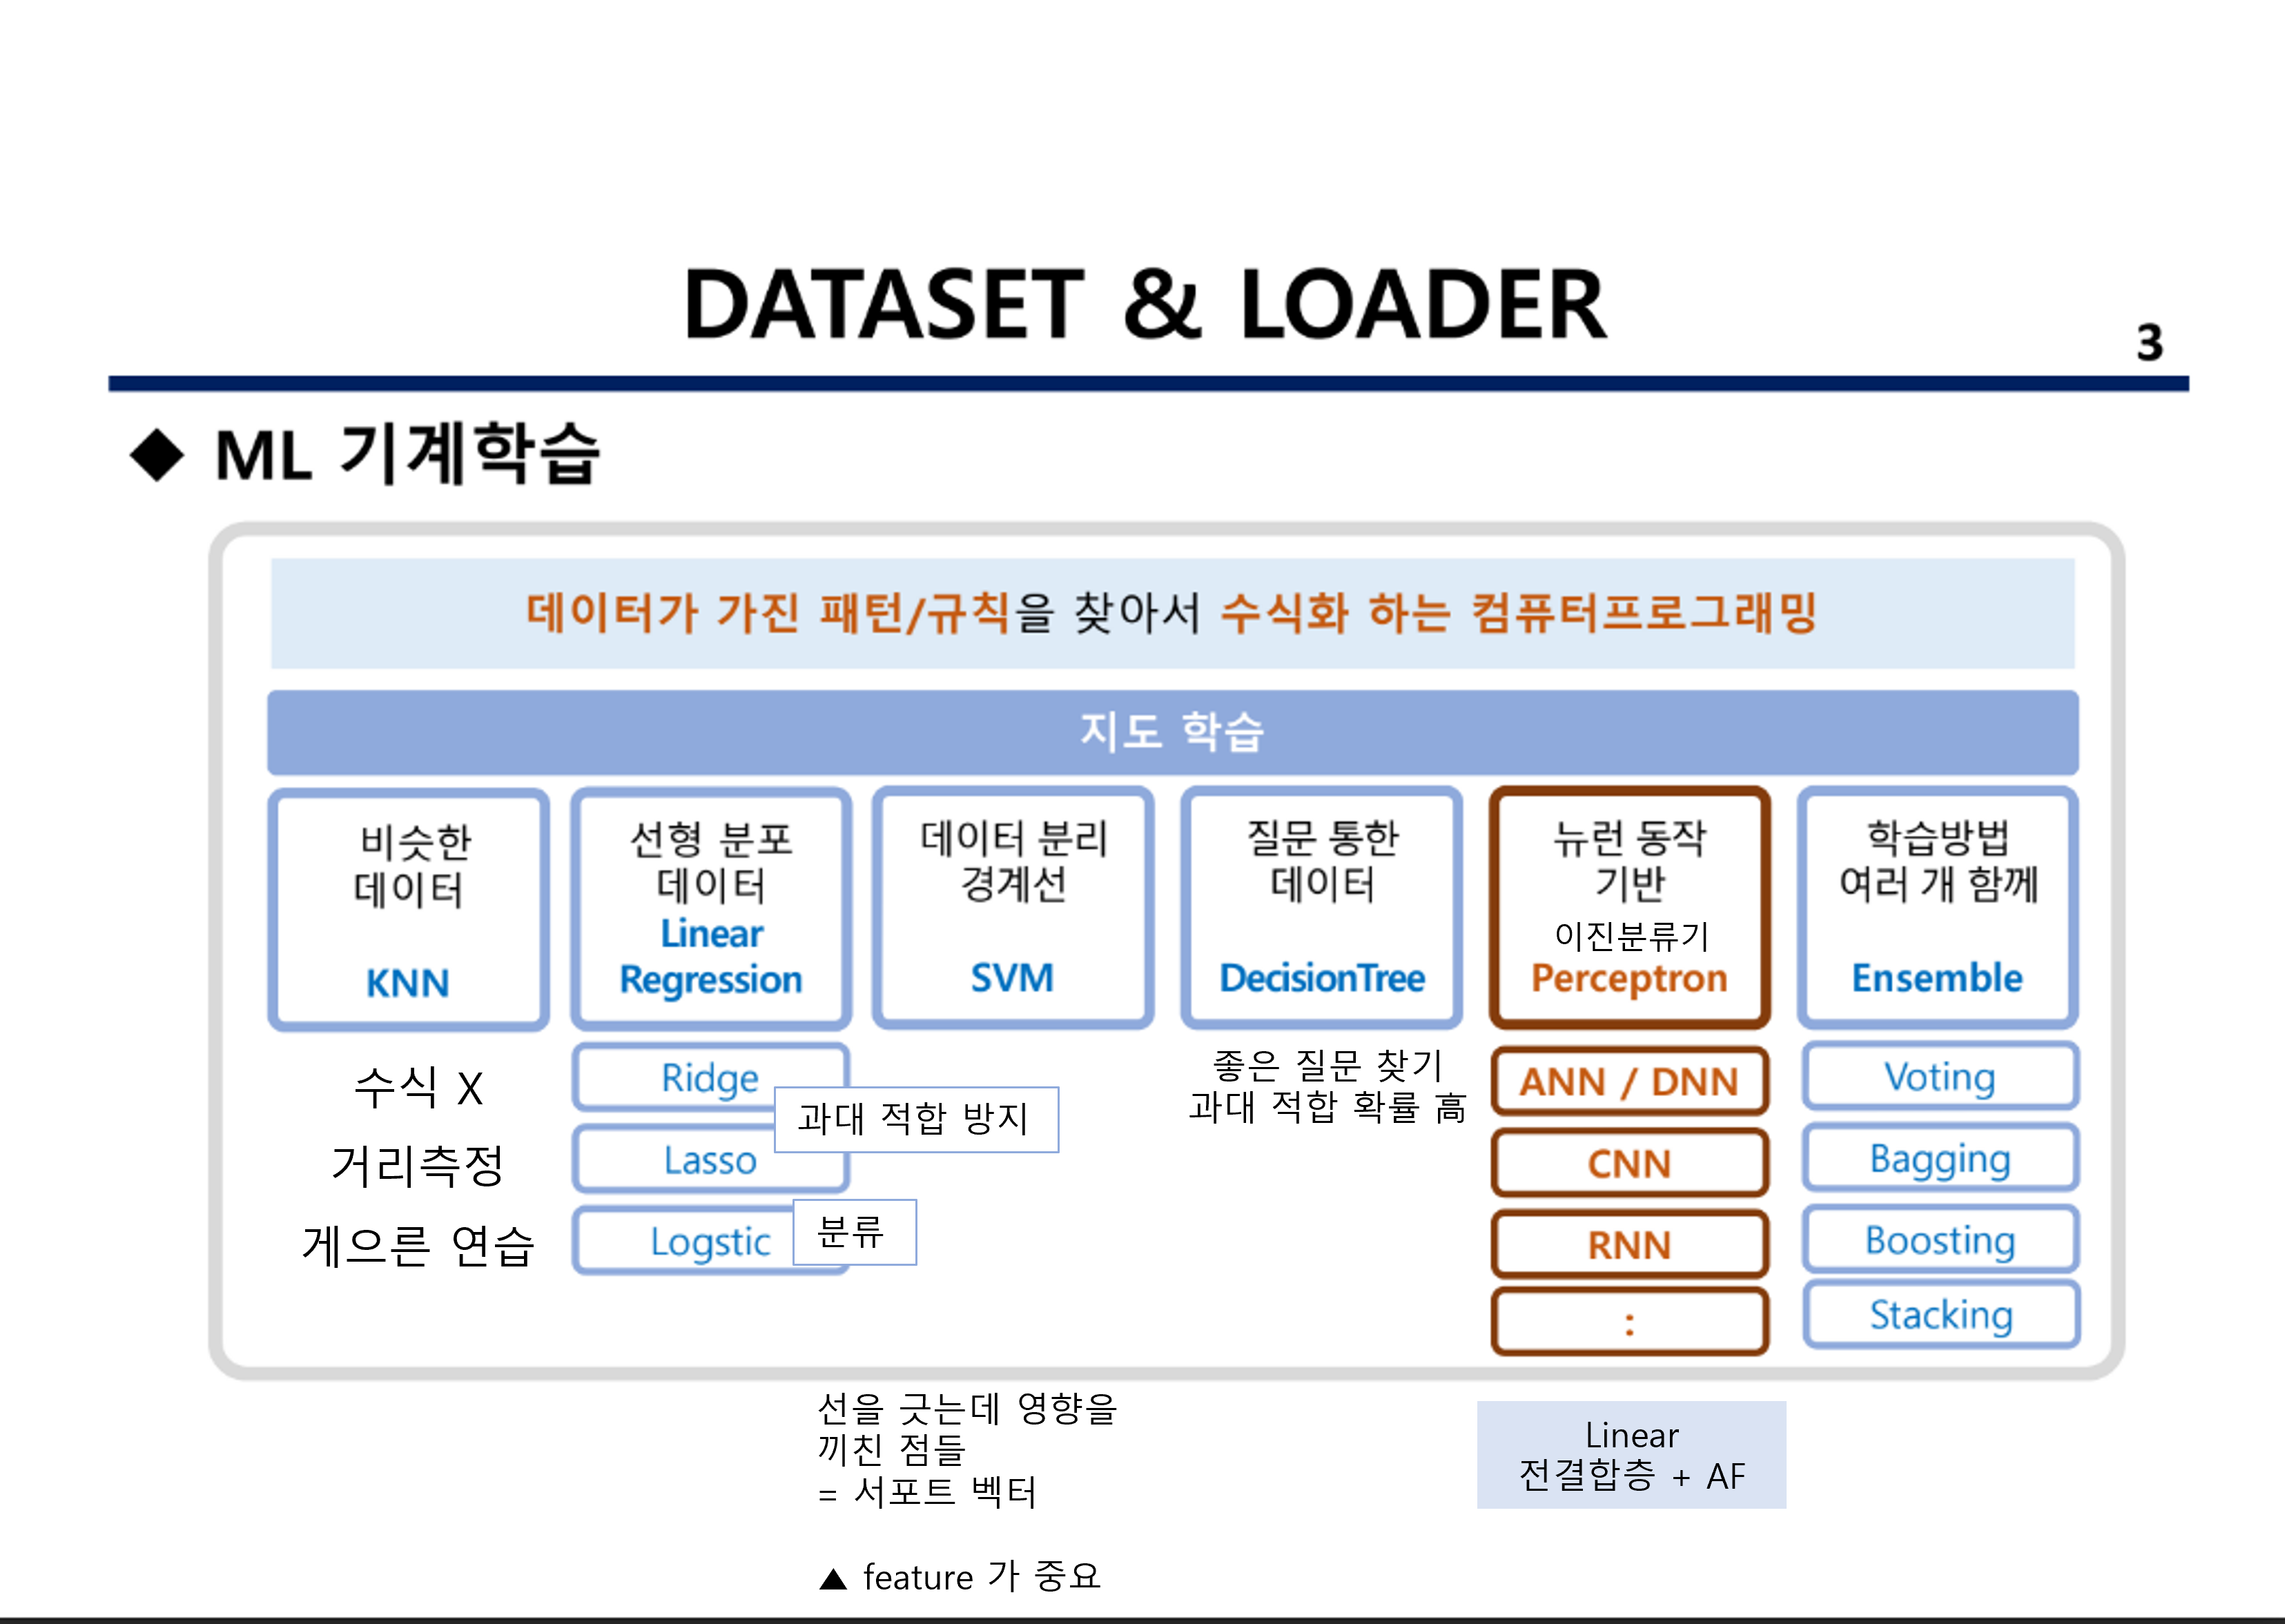 DATASET & LOADER
3
◆ ML 기계학습
데이터가 가진 패턴/규칙을 찾아서 수식화 하는 컴퓨터프로그래밍
지도 학습
비슷한
데이터
KNN
수식 X
거리측정
게으른 연습
선형 분포
데이터
Linear
Regression
Ridge
Lasso
과대 적합 방지
Logstic
분류
데이터 분리
경계선
SVM
선을 긋는데 영향을
끼친 점들
= 서포트 벡터
▲ feature 가 중요
질문 통한
데이터
DecisionTree
좋은 질문 찾기
과대 적합 확률 高
뉴런 동작
기반
이진분류기
Perceptron
ANN / DNN
CNN
RNN
:
Linear
전결합층 + AF
학습방법
여러 개 함께
Ensemble
Voting
Bagging
Boosting
Stacking